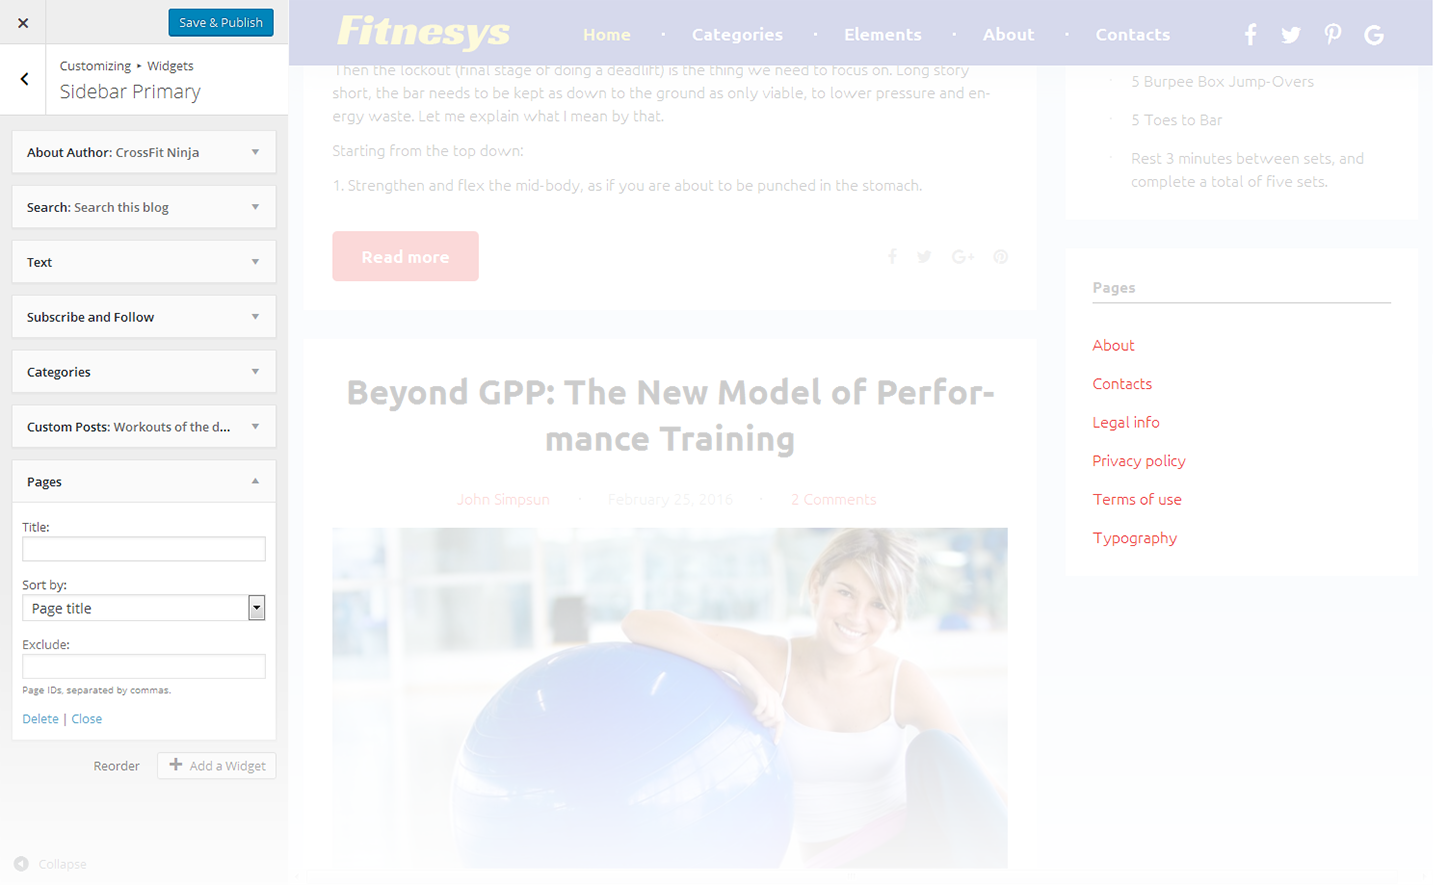 Save & Publish
Customizing ▸ Widgets
Sidebar Primary
About Author: CrossFit Ninja
Search: Search this blog
Text
Subscribe and Follow
Categories
Custom Posts: Workouts of the d...
Pages
Title:
Sort by:
Page title
Exclude:
Page IDs, separated by commas.
Delete | Close
Reorder
Add a Widget
Collapse
Fitnesys
Home · Categories · Elements · About · Contacts
Then the lockout (final stage of doing a deadlift) is the thing we need to focus on. Long story
short, the bar needs to be kept as down to the ground as only viable, to lower pressure and en-
ergy waste. Let me explain what I mean by that.
Starting from the top down:
1. Strengthen and flex the mid-body, as if you are about to be punched in the stomach.
Read more
Beyond GPP: The New Model of Perfor-
mance Training
John Simpsun · February 25, 2016 · 2 Comments
5 Burpee Box Jump-Overs
5 Toes to Bar
Rest 3 minutes between sets, and
complete a total of five sets.
Pages
About
Contacts
Legal info
Privacy policy
Terms of use
Typography